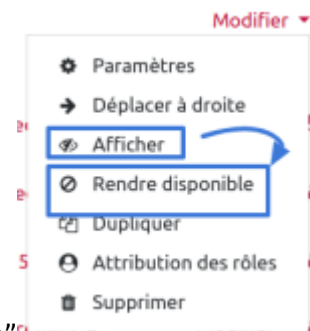 Modifier
Paramètres
Déplacer à droite
Afficher
Rendre disponible
Dupliquer
Attribution des rôles
Supprimer